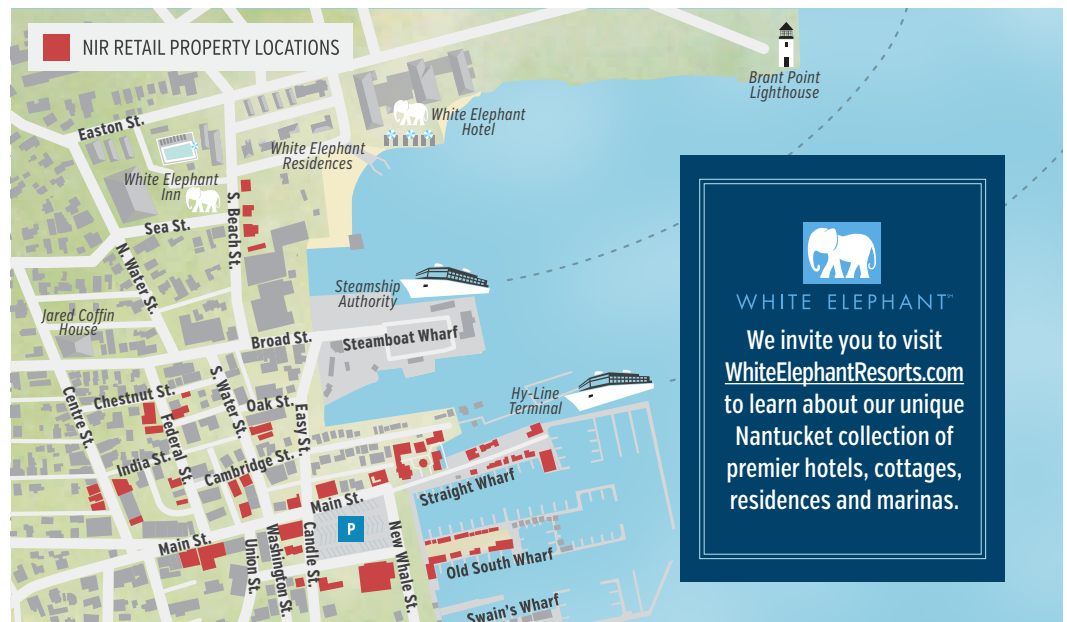 NIR RETAIL PROPERTY LOCATIONS
Brant Point
Lighthouse
White Elephant
Hotel
Easton St.
White Elephant
Residences
White Elephant
Inn
S. Beach St.
Sea St.
N. Water St.
Steamship
Authority
Jared Coffin
House
Broad St.
Steamboat Wharf
Hy-Line
Terminal
Centre St.
Chestnut St.
Federal St.
S. Water St.
Oak St.
Easy St.
India St.
Cambridge St.
Straight Wharf
Main St.
P
Main St.
Union St.
Washington St.
Candle St.
New Whale St.
Old South Wharf
Swain's Wharf
WHITE ELEPHANT℠
We invite you to visit
WhiteElephantResorts.com
to learn about our unique
Nantucket collection of
premier hotels, cottages,
residences and marinas.